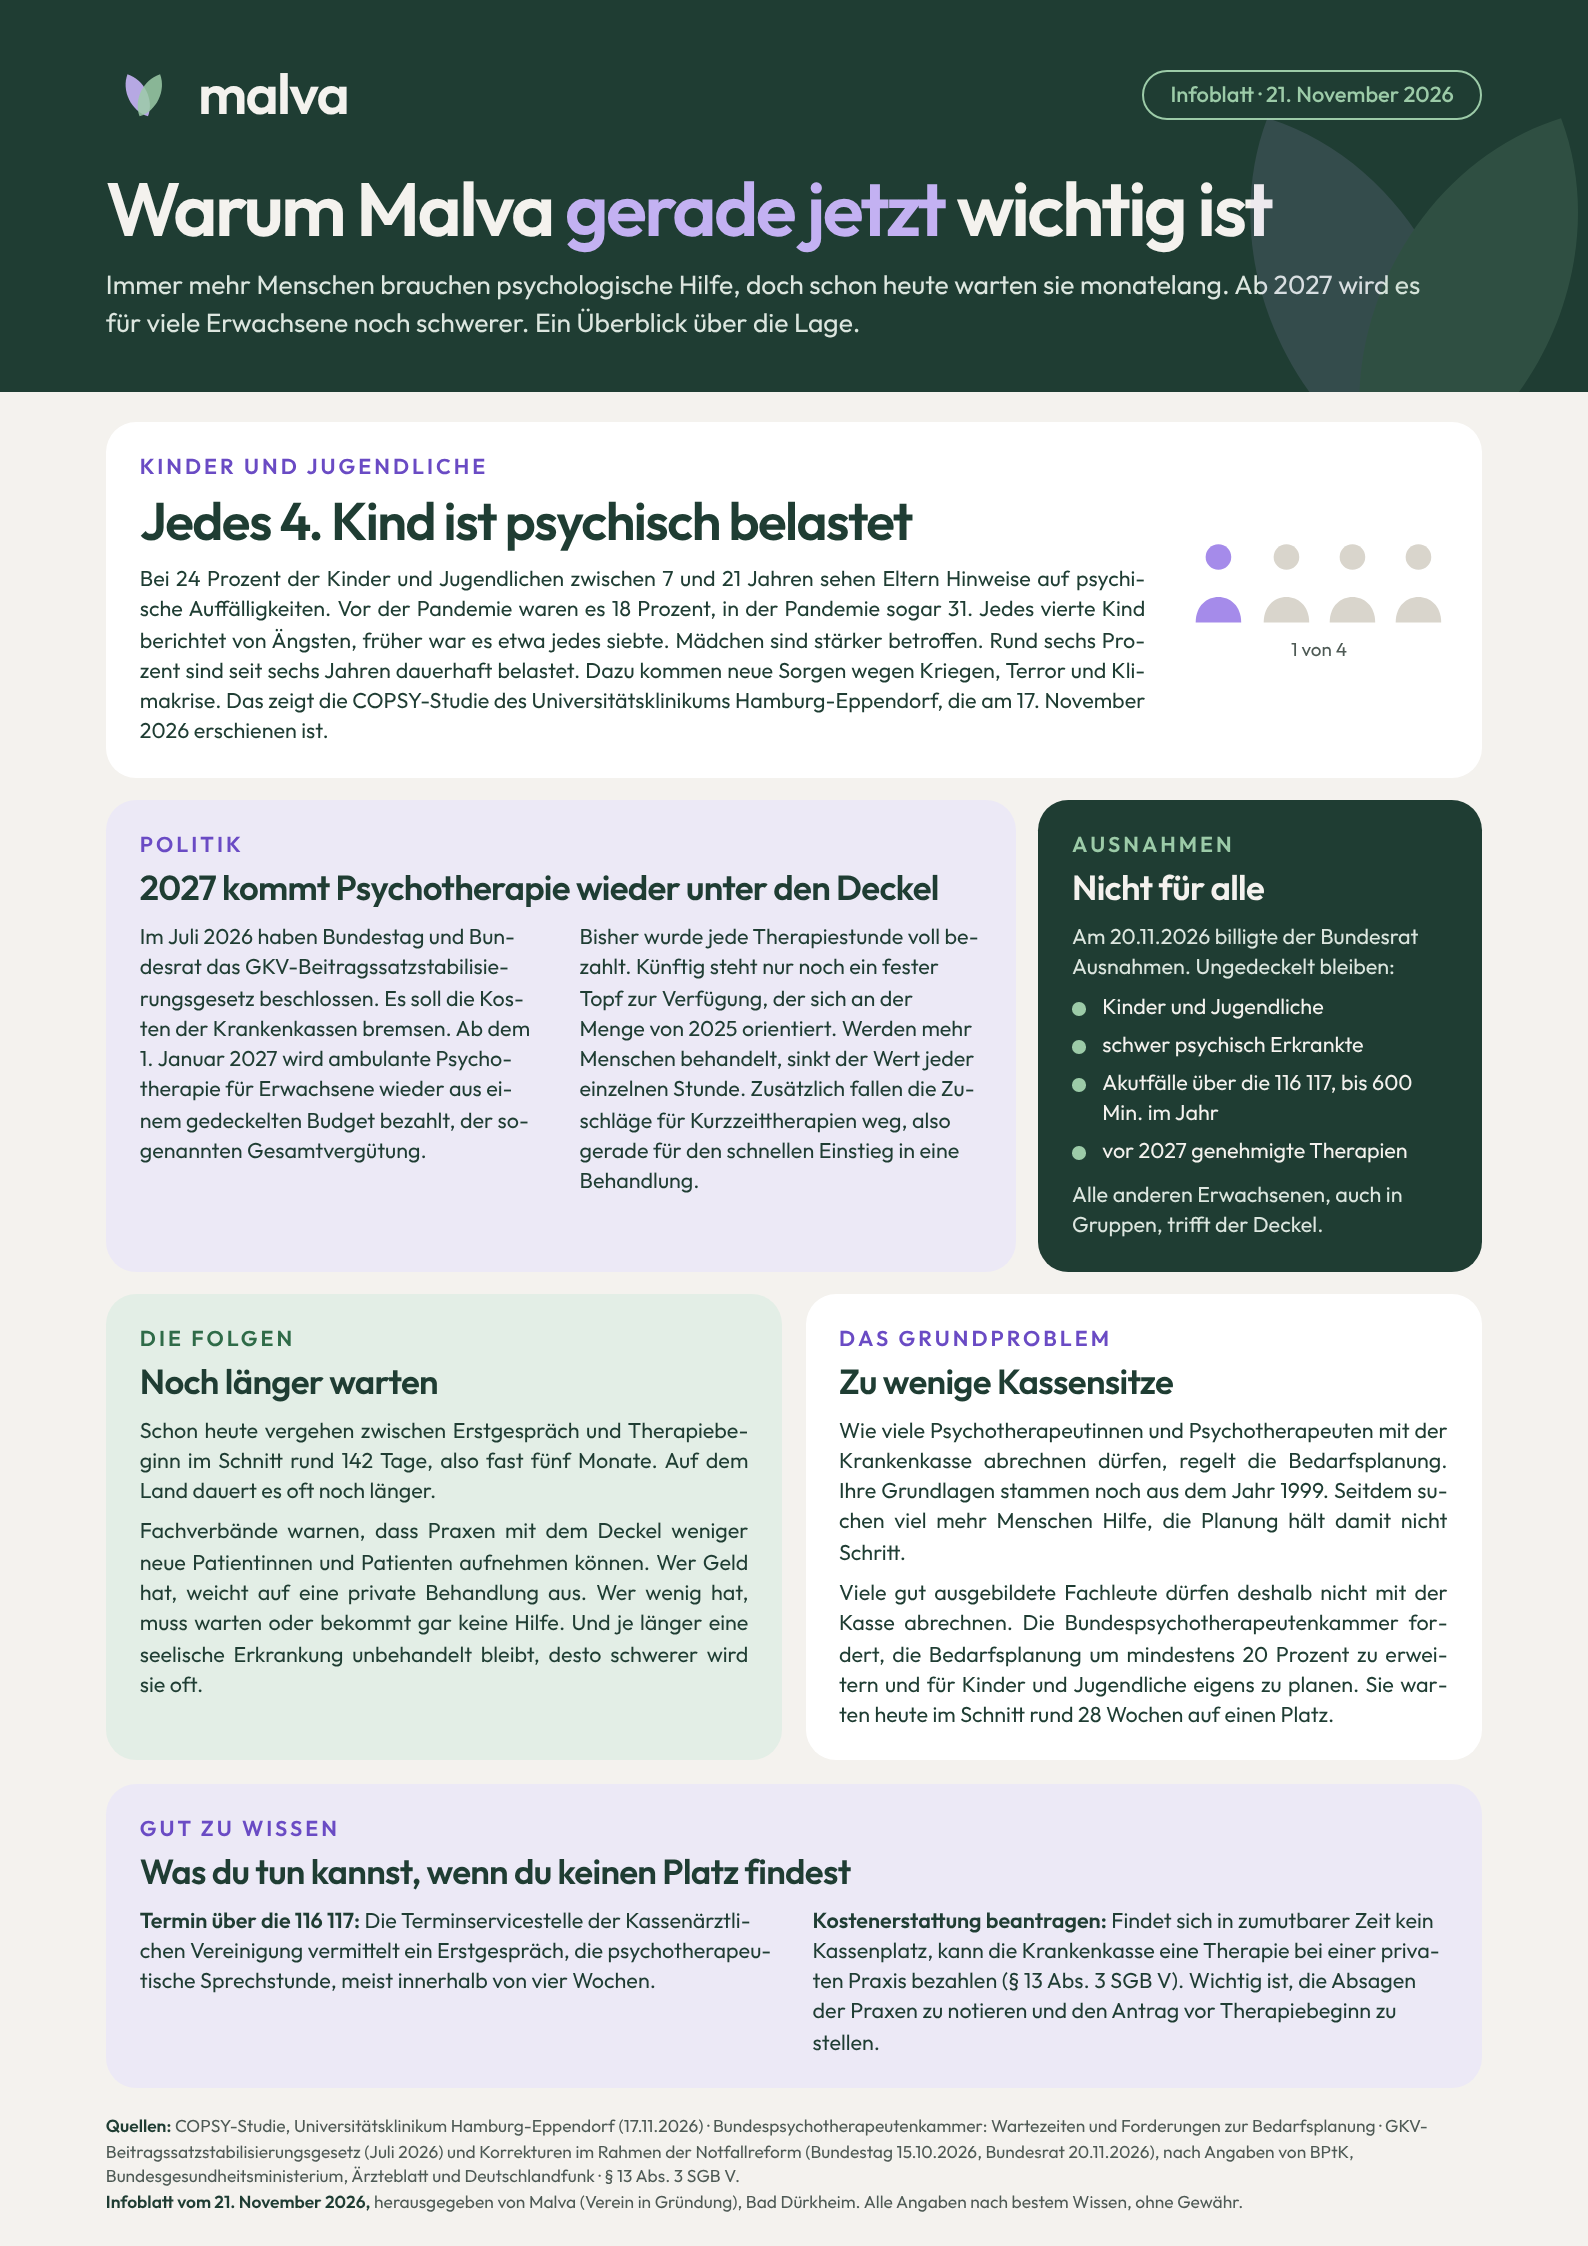 malva
Infoblatt · 21. November 2026
Warum Malva gerade jetzt wichtig ist
Immer mehr Menschen brauchen psychologische Hilfe, doch schon heute warten sie monatelang. Ab 2027 wird es
für viele Erwachsene noch schwerer. Ein Überblick über die Lage.
KINDER UND JUGENDLICHE
Jedes 4. Kind ist psychisch belastet
Bei 24 Prozent der Kinder und Jugendlichen zwischen 7 und 21 Jahren sehen Eltern Hinweise auf psychi-
sche Auffälligkeiten. Vor der Pandemie waren es 18 Prozent, in der Pandemie sogar 31. Jedes vierte Kind
berichtet von Ängsten, früher war es etwa jedes siebte. Mädchen sind stärker betroffen. Rund sechs Pro-
zent sind seit sechs Jahren dauerhaft belastet. Dazu kommen neue Sorgen wegen Kriegen, Terror und Kli-
makrise. Das zeigt die COPSY-Studie des Universitätsklinikums Hamburg-Eppendorf, die am 17. November
2026 erschienen ist.
1 von 4
POLITIK
2027 kommt Psychotherapie wieder unter den Deckel
Im Juli 2026 haben Bundestag und Bun-
desrat das GKV-Beitragssatzstabilisie-
rungsgesetz beschlossen. Es soll die Kos-
ten der Krankenkassen bremsen. Ab dem
1. Januar 2027 wird ambulante Psycho-
therapie für Erwachsene wieder aus ei-
nem gedeckelten Budget bezahlt, der so-
genannten Gesamtvergütung.
Bisher wurde jede Therapiestunde voll be-
zahlt. Künftig steht nur noch ein fester
Topf zur Verfügung, der sich an der
Menge von 2025 orientiert. Werden mehr
Menschen behandelt, sinkt der Wert jeder
einzelnen Stunde. Zusätzlich fallen die Zu-
schläge für Kurzzeittherapien weg, also
gerade für den schnellen Einstieg in eine
Behandlung.
AUSNAHMEN
Nicht für alle
Am 20.11.2026 billigte der Bundesrat
Ausnahmen. Ungedeckelt bleiben:
Kinder und Jugendliche
schwer psychisch Erkrankte
Akutfälle über die 116 117, bis 600
Min. im Jahr
vor 2027 genehmigte Therapien
Alle anderen Erwachsenen, auch in
Gruppen, trifft der Deckel.
DIE FOLGEN
Noch länger warten
Schon heute vergehen zwischen Erstgespräch und Therapiebe-
ginn im Schnitt rund 142 Tage, also fast fünf Monate. Auf dem
Land dauert es oft noch länger.
Fachverbände warnen, dass Praxen mit dem Deckel weniger
neue Patientinnen und Patienten aufnehmen können. Wer Geld
hat, weicht auf eine private Behandlung aus. Wer wenig hat,
muss warten oder bekommt gar keine Hilfe. Und je länger eine
seelische Erkrankung unbehandelt bleibt, desto schwerer wird
sie oft.
DAS GRUNDPROBLEM
Zu wenige Kassensitze
Wie viele Psychotherapeutinnen und Psychotherapeuten mit der
Krankenkasse abrechnen dürfen, regelt die Bedarfsplanung.
Ihre Grundlagen stammen noch aus dem Jahr 1999. Seitdem su-
chen viel mehr Menschen Hilfe, die Planung hält damit nicht
Schritt.
Viele gut ausgebildete Fachleute dürfen deshalb nicht mit der
Kasse abrechnen. Die Bundespsychotherapeutenkammer for-
dert, die Bedarfsplanung um mindestens 20 Prozent zu erwei-
tern und für Kinder und Jugendliche eigens zu planen. Sie war-
ten heute im Schnitt rund 28 Wochen auf einen Platz.
GUT ZU WISSEN
Was du tun kannst, wenn du keinen Platz findest
Termin über die 116 117: Die Terminservicestelle der Kassenärztli-
chen Vereinigung vermittelt ein Erstgespräch, die psychotherapeu-
tische Sprechstunde, meist innerhalb von vier Wochen.
Kostenerstattung beantragen: Findet sich in zumutbarer Zeit kein
Kassenplatz, kann die Krankenkasse eine Therapie bei einer priva-
ten Praxis bezahlen (§ 13 Abs. 3 SGB V). Wichtig ist, die Absagen
der Praxen zu notieren und den Antrag vor Therapiebeginn zu
stellen.
Quellen: COPSY-Studie, Universitätsklinikum Hamburg-Eppendorf (17.11.2026) · Bundespsychotherapeutenkammer: Wartezeiten und Forderungen zur Bedarfsplanung · GKV-
Beitragssatzstabilisierungsgesetz (Juli 2026) und Korrekturen im Rahmen der Notfallreform (Bundestag 15.10.2026, Bundesrat 20.11.2026), nach Angaben von BPtK,
Bundesgesundheitsministerium, Ärzteblatt und Deutschlandfunk · § 13 Abs. 3 SGB V.
Infoblatt vom 21. November 2026, herausgegeben von Malva (Verein in Gründung), Bad Dürkheim. Alle Angaben nach bestem Wissen, ohne Gewähr.